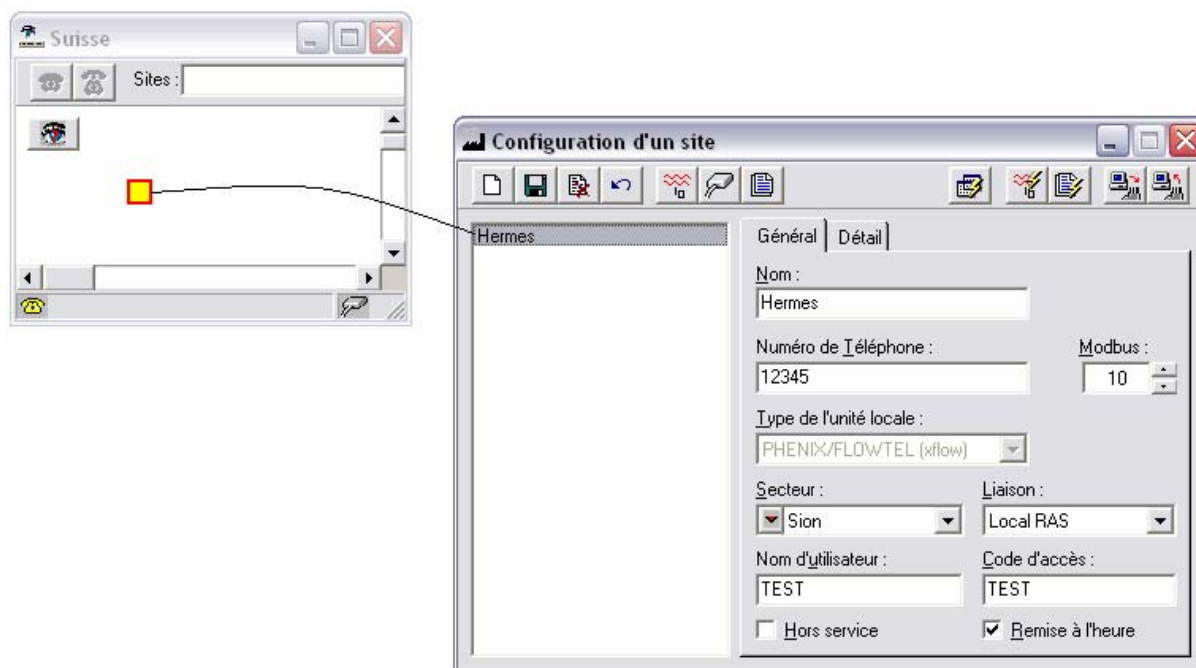 Suisse
Sites :
Configuration d'un site
Hermes
Général
Détail
Nom :
Hermes
Numéro de Téléphone :
Modbus :
12345
10
Type de l'unité locale :
PHENIX/FLOWTEL (xflow)
Secteur :
Liaison :
Sion
Local RAS
Nom d'utilisateur :
Code d'accès :
TEST
TEST
Hors service
Remise à l'heure